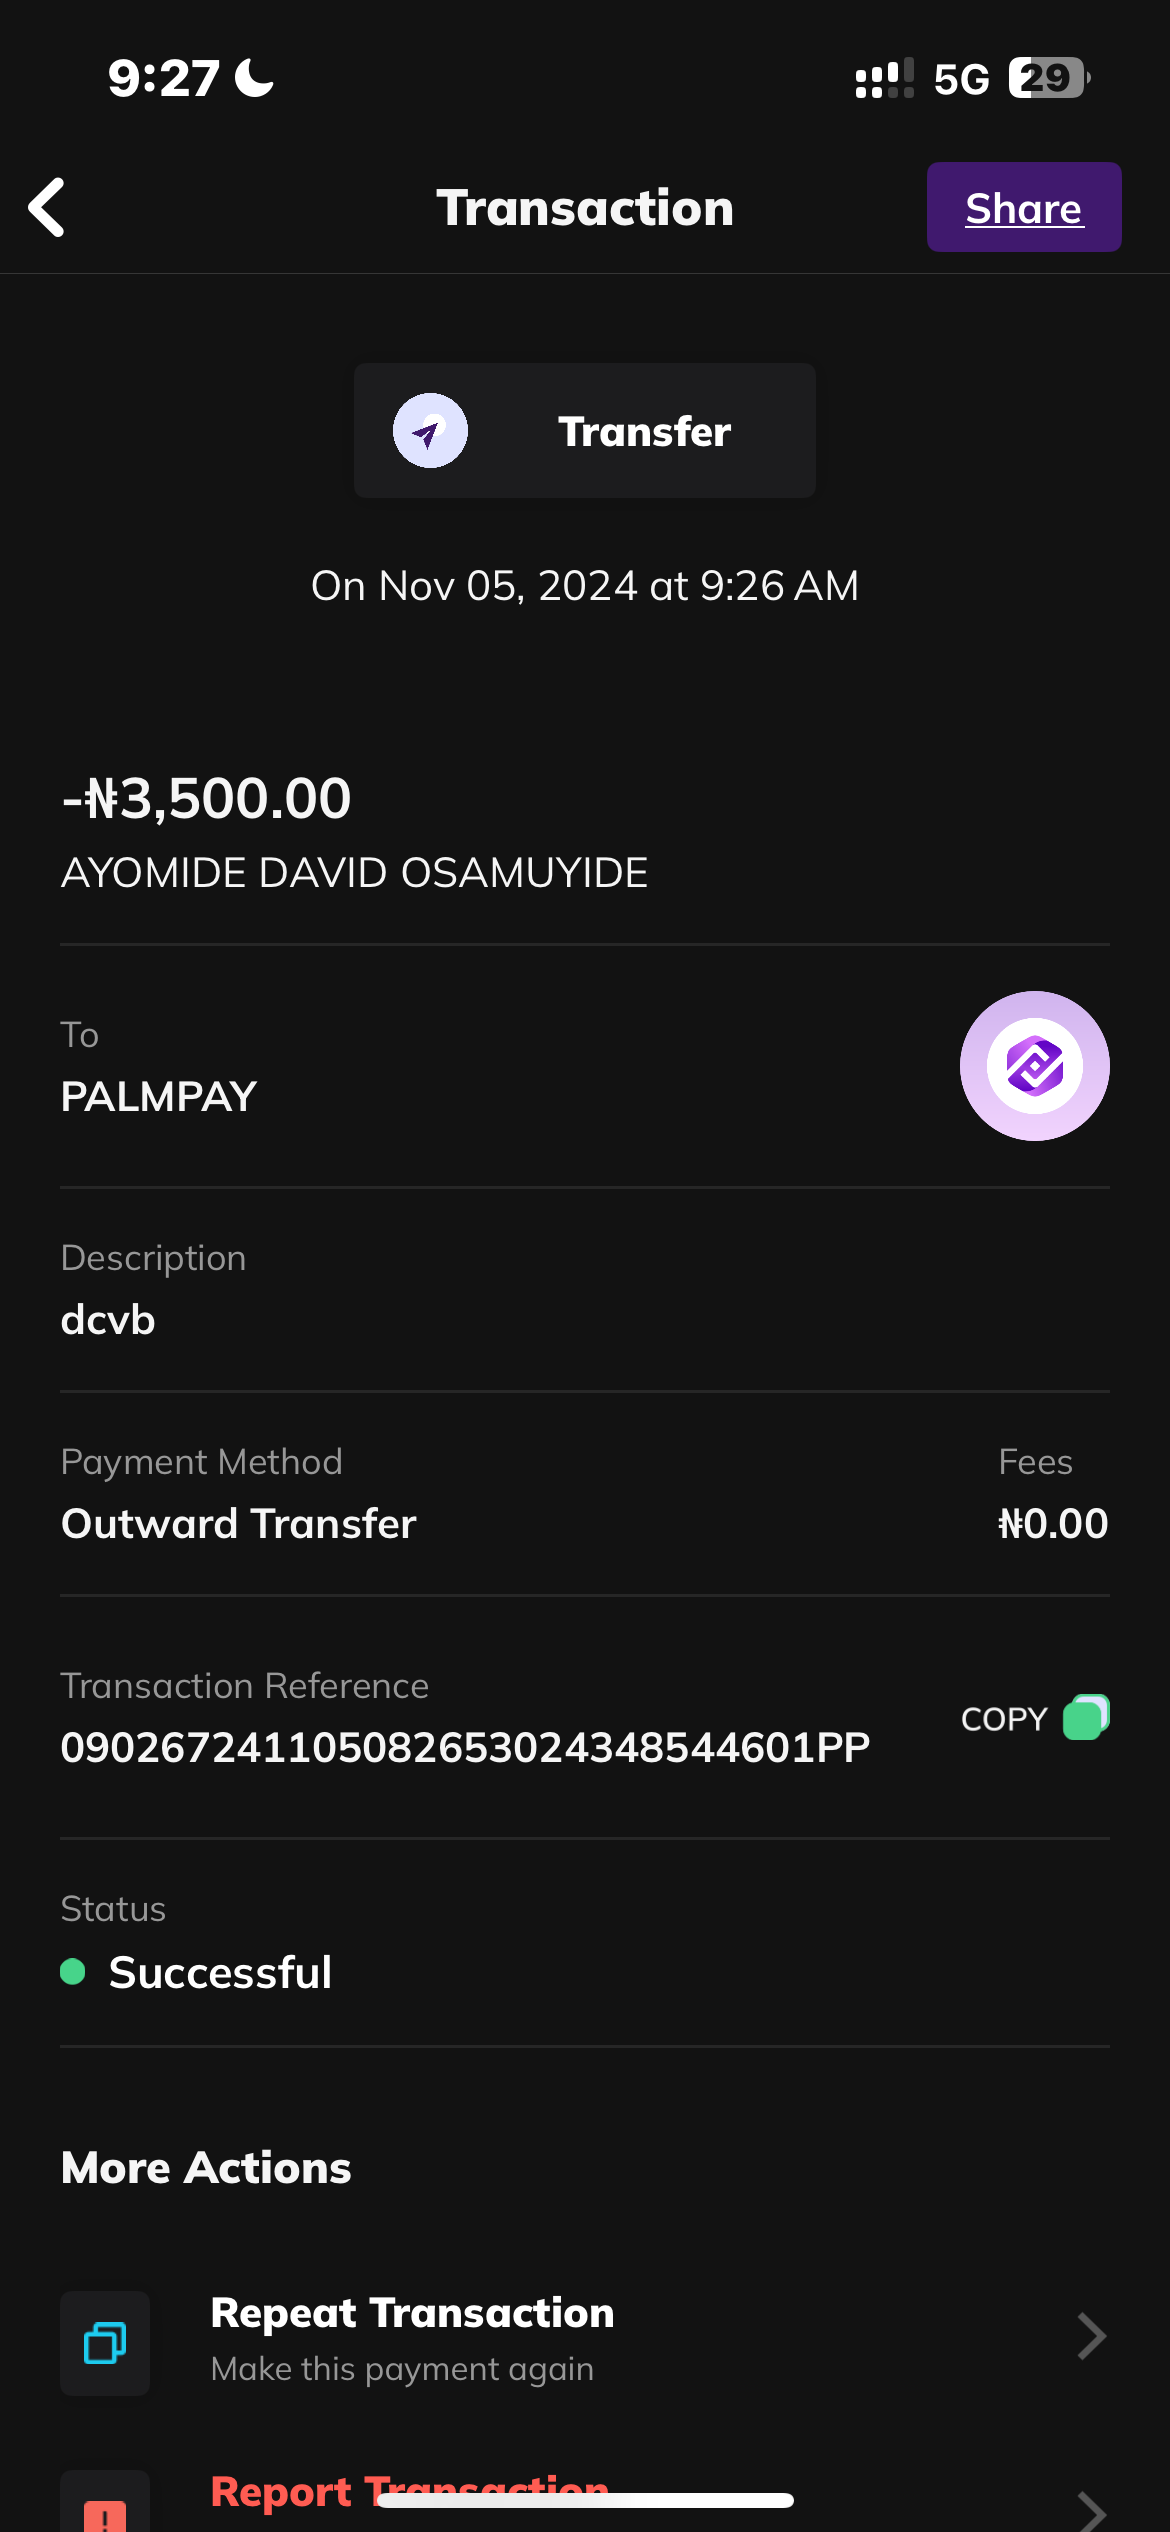 9:27 5G 29
Transaction Share
Transfer
On Nov 05, 2024 at 9:26 AM
-₦3,500.00
AYOMIDE DAVID OSAMUYIDE
To
PALMPAY
Description
dcvb
Payment Method Fees
Outward Transfer ₦0.00
Transaction Reference
090267241105082653024348544601PP COPY
Status
Successful
More Actions
Repeat Transaction
Make this payment again
Report Transaction